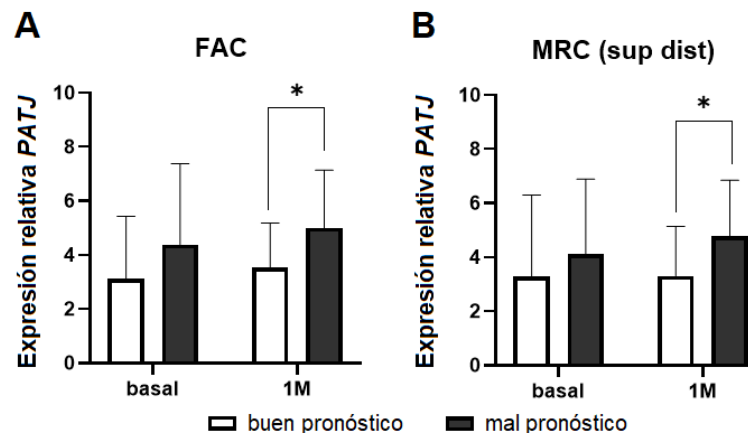 A
FAC
Expresión relativa PATJ
10
8
6
4
2
0
*
basal
1M
B
MRC (sup dist)
Expresión relativa PATJ
10
8
6
4
2
0
*
basal
1M
buen pronóstico
mal pronóstico